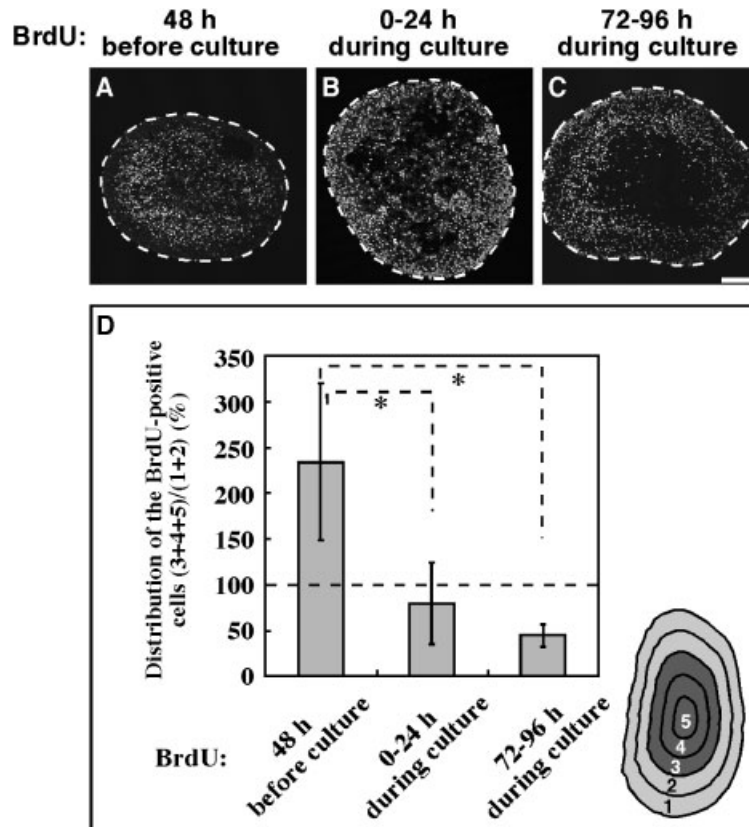 BrdU:
48 h
before culture
0-24 h
during culture
72-96 h
during culture
A
B
C
D
Distribution of the BrdU-positive
cells (3+4+5)/(1+2) (%)
350
300
250
200
150
100
50
0
*
*
BrdU:
48 h
before culture
0-24 h
during culture
72-96 h
during culture
5
4
3
2
1